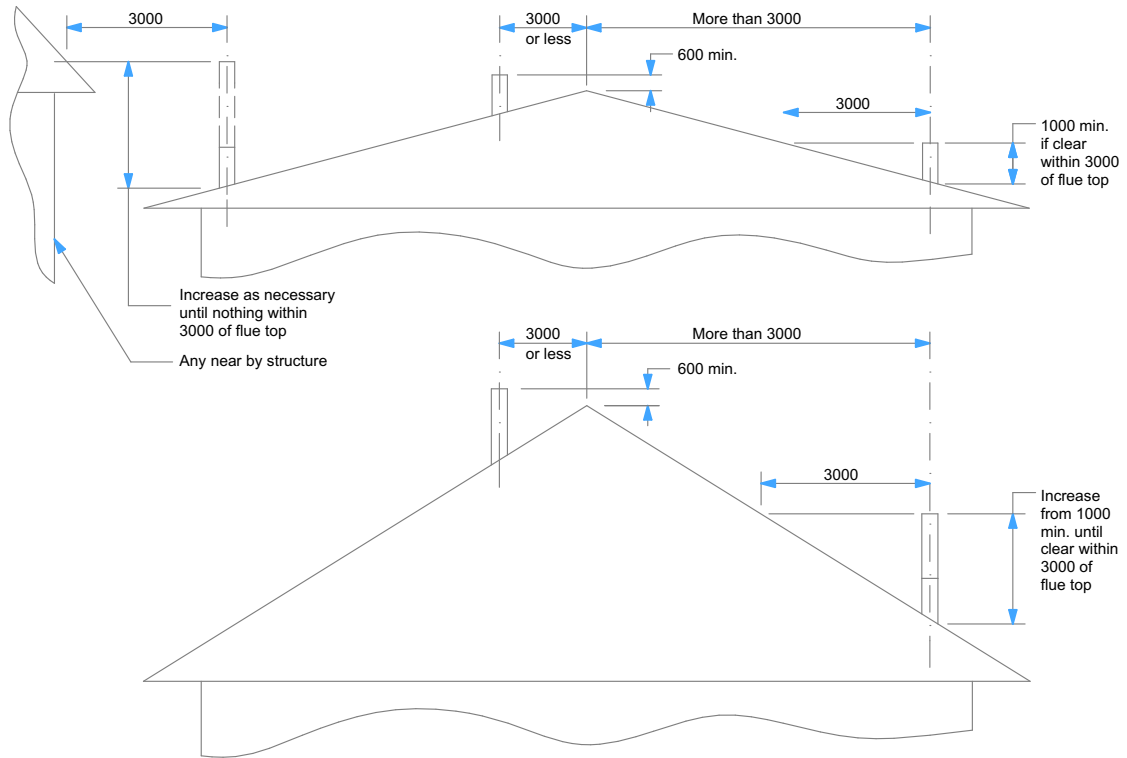 3000
3000
or less
More than 3000
600 min.
3000
1000 min.
if clear
within 3000
of flue top
Increase as necessary
until nothing within
3000 of flue top
Any near by structure
3000
or less
More than 3000
600 min.
3000
Increase
from 1000
min. until
clear within
3000 of
flue top